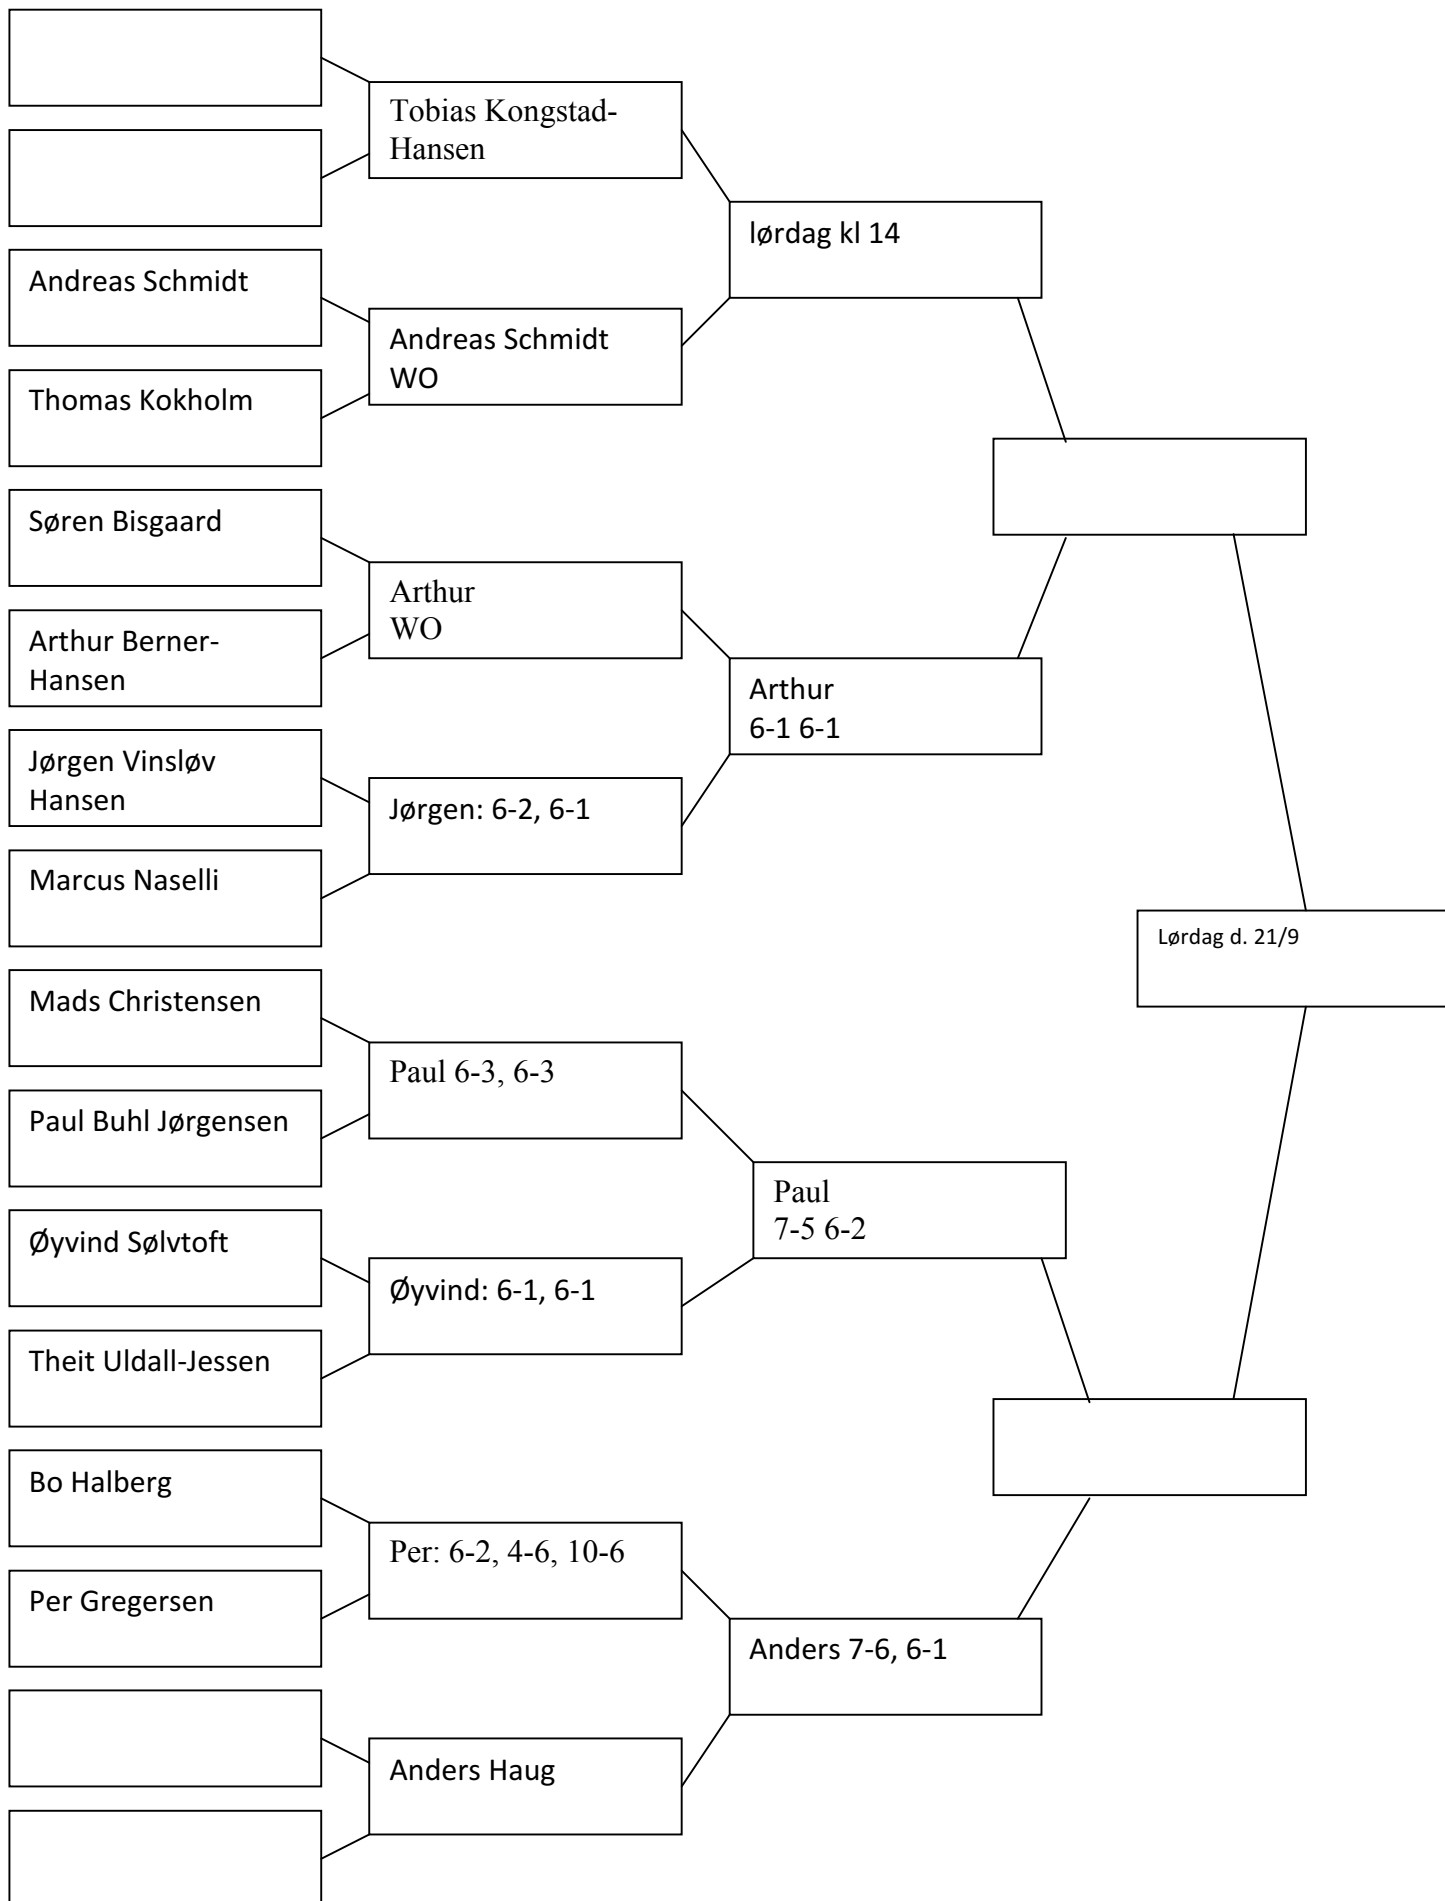 Tobias Kongstad-
Hansen
lørdag kl 14
Andreas Schmidt
Andreas Schmidt
WO
Thomas Kokholm
Søren Bisgaard
Arthur
WO
Arthur Berner-
Hansen
Arthur
6-1 6-1
Jørgen Vinsløv
Hansen
Jørgen: 6-2, 6-1
Marcus Naselli
Lørdag d. 21/9
Mads Christensen
Paul 6-3, 6-3
Paul Buhl Jørgensen
Paul
7-5 6-2
Øyvind Sølvtoft
Øyvind: 6-1, 6-1
Theit Uldall-Jessen
Bo Halberg
Per: 6-2, 4-6, 10-6
Per Gregersen
Anders 7-6, 6-1
Anders Haug